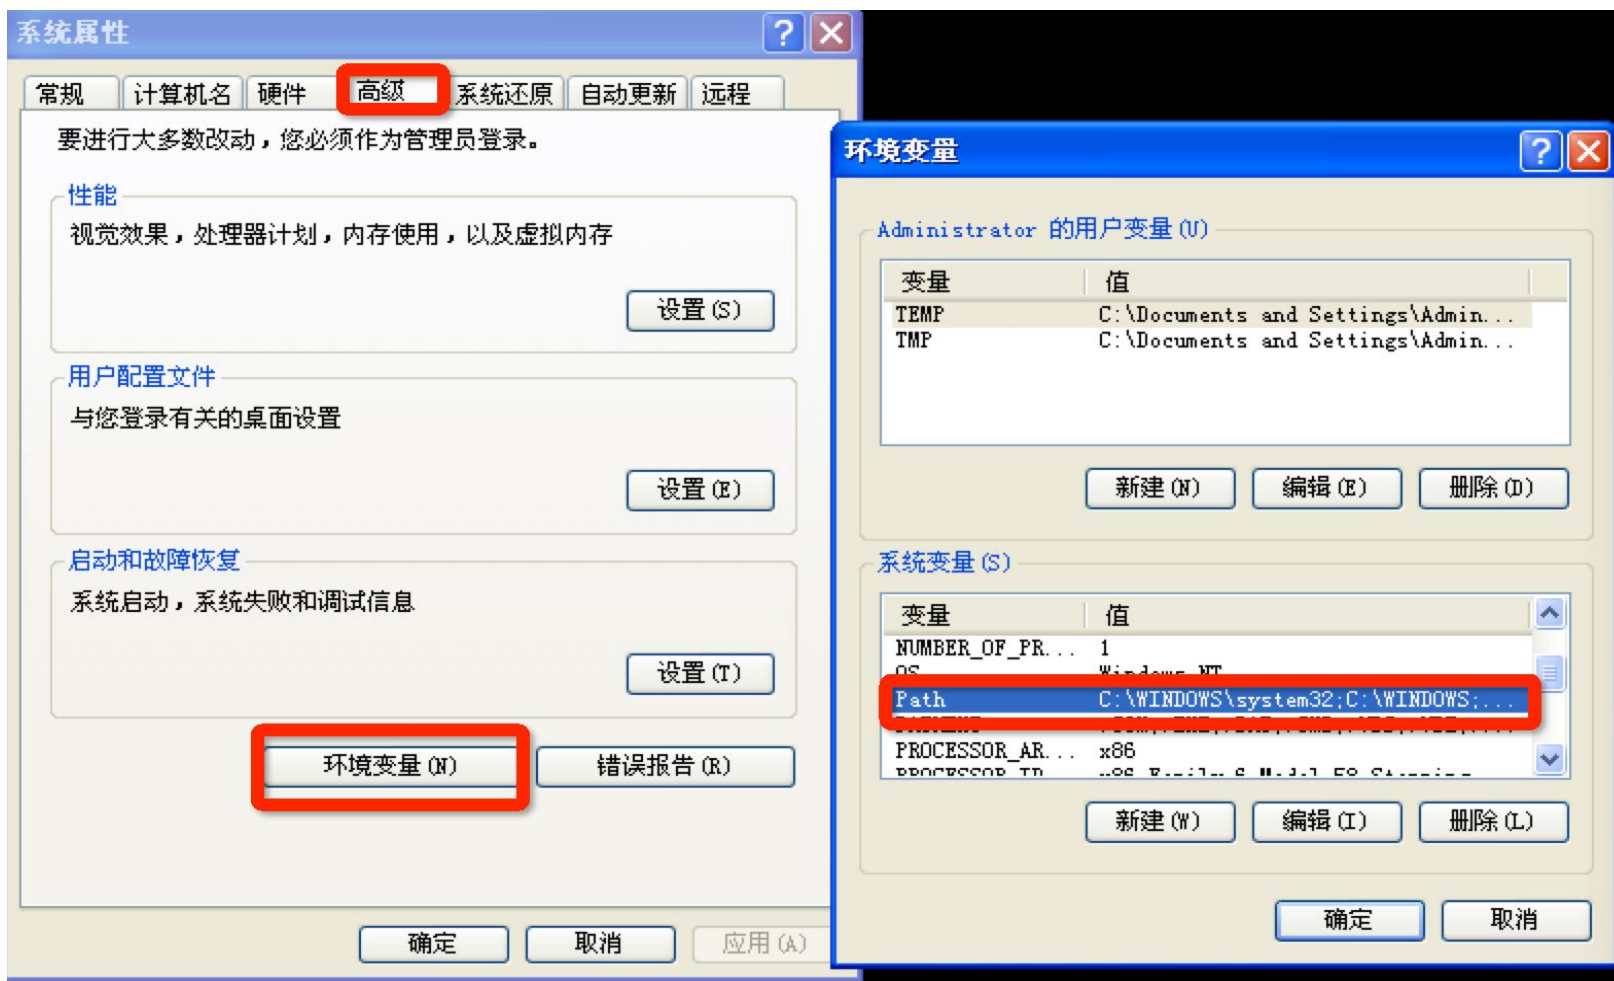 系统属性
常规 计算机名 硬件 高级 系统还原 自动更新 远程
要进行大多数改动，您必须作为管理员登录。
性能
视觉效果，处理器计划，内存使用，以及虚拟内存
设置(S)
用户配置文件
与您登录有关的桌面设置
设置(E)
启动和故障恢复
系统启动，系统失败和调试信息
设置(T)
环境变量(N) 错误报告(R)
确定 取消 应用(A)
环境变量
Administrator 的用户变量(U)
变量 值
TEMP C:\Documents and Settings\Admin...
TMP C:\Documents and Settings\Admin...
新建(N) 编辑(E) 删除(D)
系统变量(S)
变量 值
NUMBER_OF_PR... 1
OS Windows_NT
Path C:\WINDOWS\system32;C:\WINDOWS;...
PROCESSOR_AR... x86
新建(W) 编辑(I) 删除(L)
确定 取消